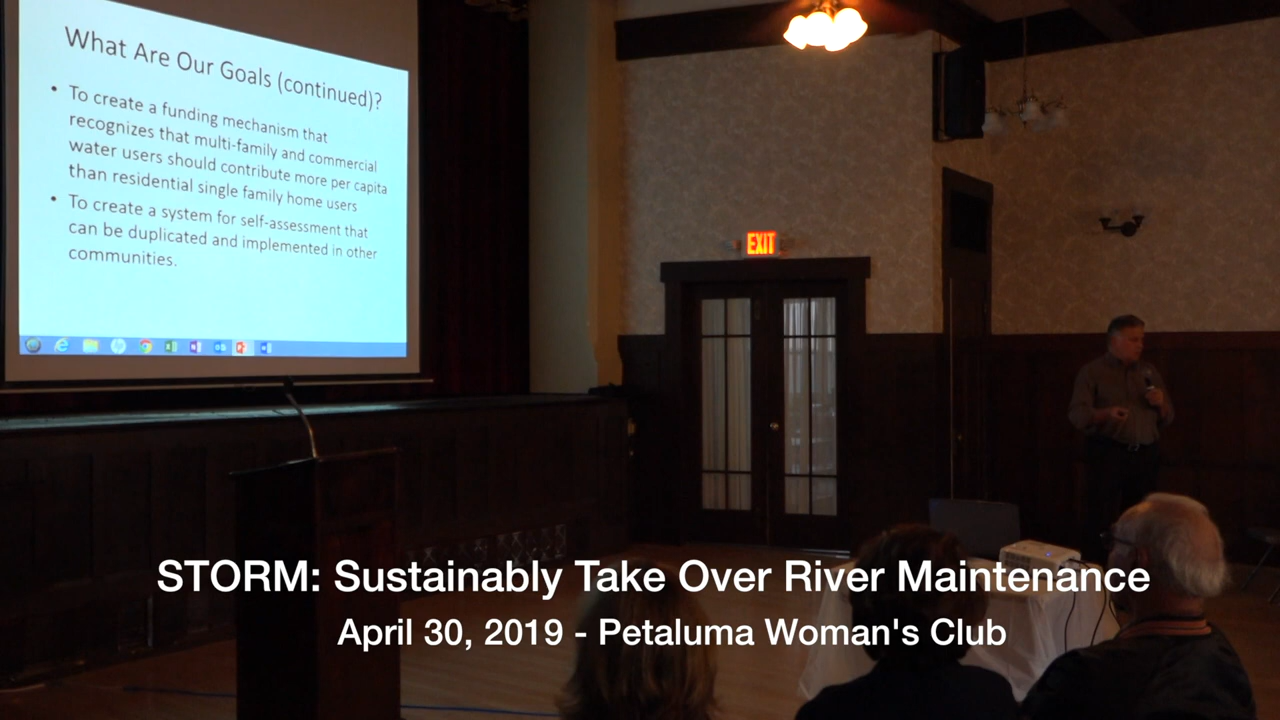 What Are Our Goals (continued)?
• To create a funding mechanism that
recognizes that multi-family and commercial
water users should contribute more per capita
than residential single family home users
• To create a system for self-assessment that
can be duplicated and implemented in other
communities.
EXIT
STORM: Sustainably Take Over River Maintenance
April 30, 2019 - Petaluma Woman's Club